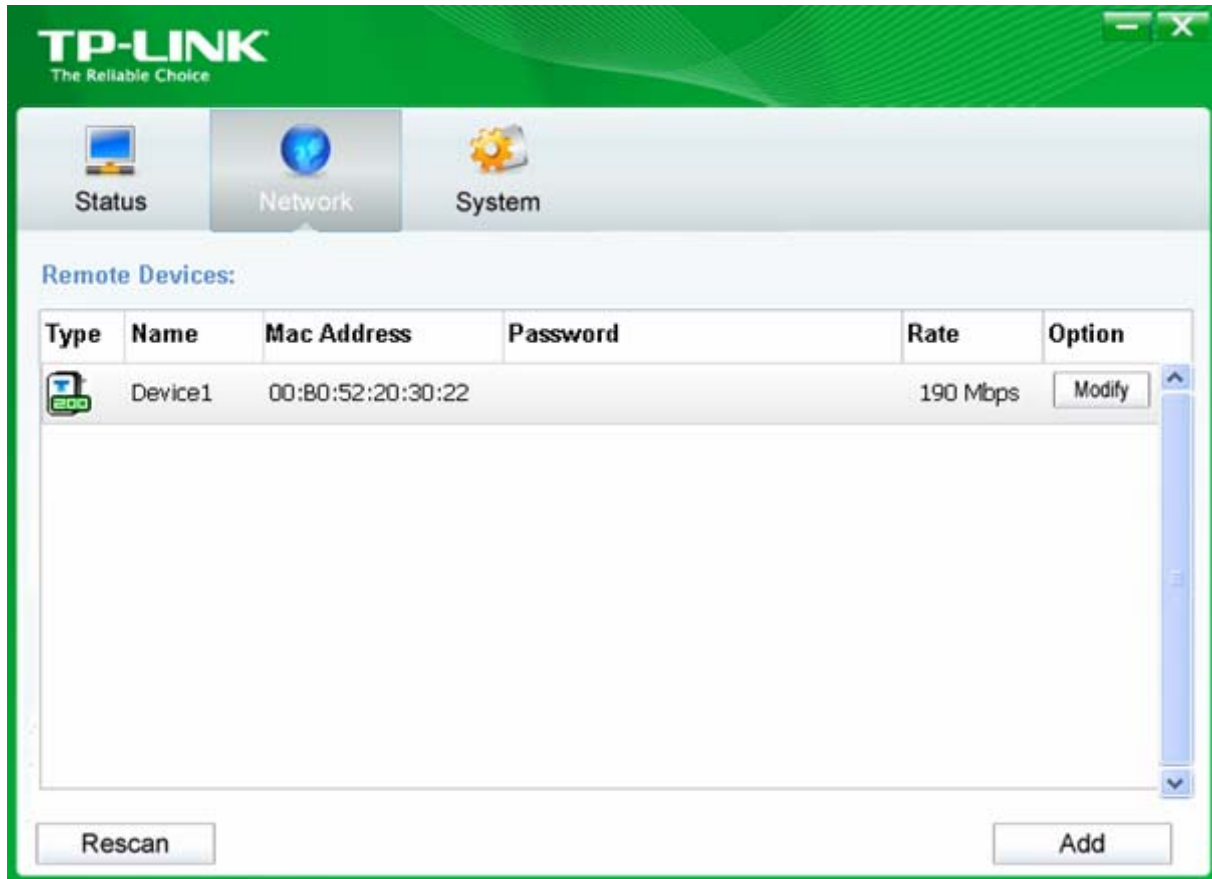 TP-LINK
The Reliable Choice
Status Network System
Remote Devices:
Type Name Mac Address Password Rate Option
T 200 Device1 00:B0:52:20:30:22 190 Mbps Modify
Rescan Add